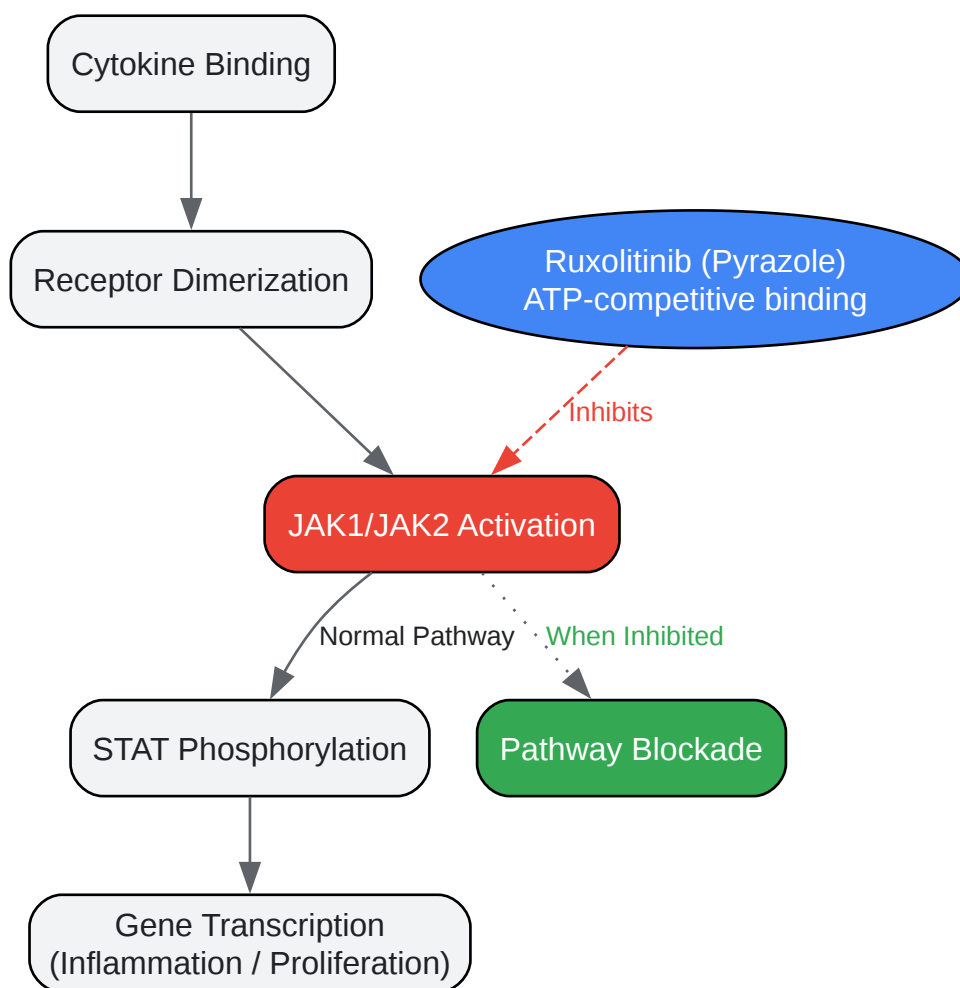 Cytokine Binding
Receptor Dimerization
Ruxolitinib (Pyrazole)
ATP-competitive binding
Inhibits
JAK1/JAK2 Activation
Normal Pathway
When Inhibited
STAT Phosphorylation
Pathway Blockade
Gene Transcription
(Inflammation / Proliferation)